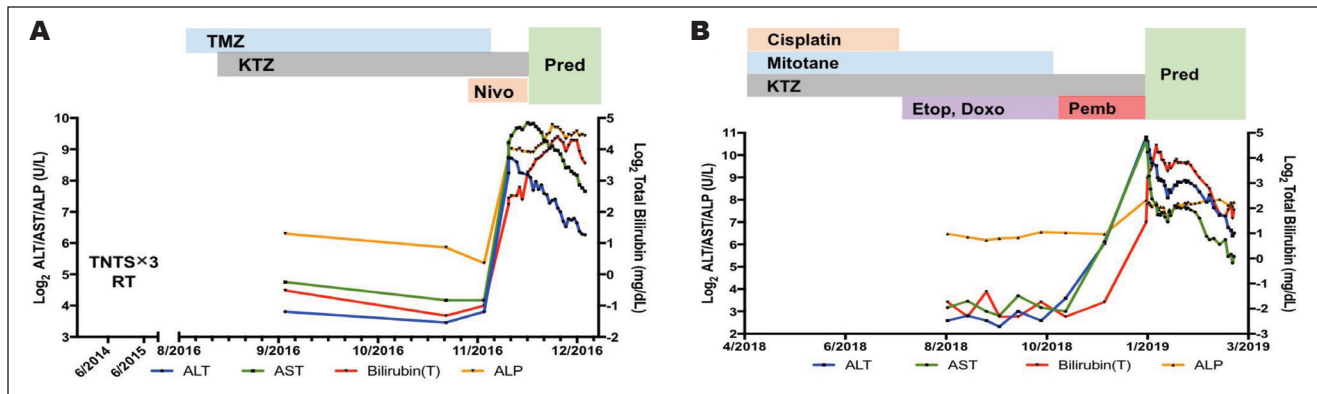 A
TMZ
KTZ
Nivo
Pred
Log2 ALT/AST/ALP (U/L)
10
9
8
7
6
5
4
3
TNTS×3
RT
5
4
3
2
1
0
-1
-2
Log2 Total Bilirubin (mg/dL)
6/2014
6/2015
8/2016
9/2016
10/2016
11/2016
12/2016
ALT AST Bilirubin(T) ALP
B
Cisplatin
Mitotane
KTZ
Etop, Doxo
Pemb
Pred
Log2 ALT/AST/ALP (U/L)
11
10
9
8
7
6
5
4
3
2
5
4
3
2
1
0
-1
-2
-3
Log2 Total Bilirubin (mg/dL)
4/2018
6/2018
8/2018
10/2018
1/2019
3/2019
ALT AST Bilirubin(T) ALP